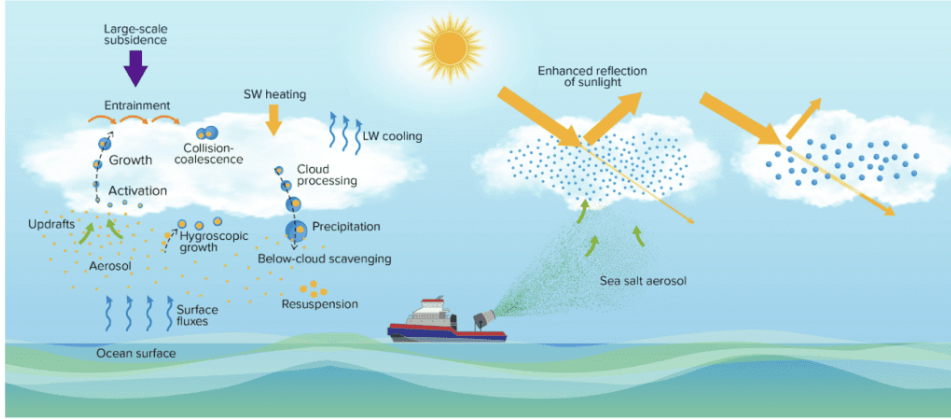 Large-scale
subsidence
Entrainment
SW heating
LW cooling
Collision-
coalescence
Growth
Activation
Cloud
processing
Updrafts
Hygroscopic
growth
Precipitation
Aerosol
Below-cloud scavenging
Resuspension
Surface
fluxes
Ocean surface
Enhanced reflection
of sunlight
Sea salt aerosol